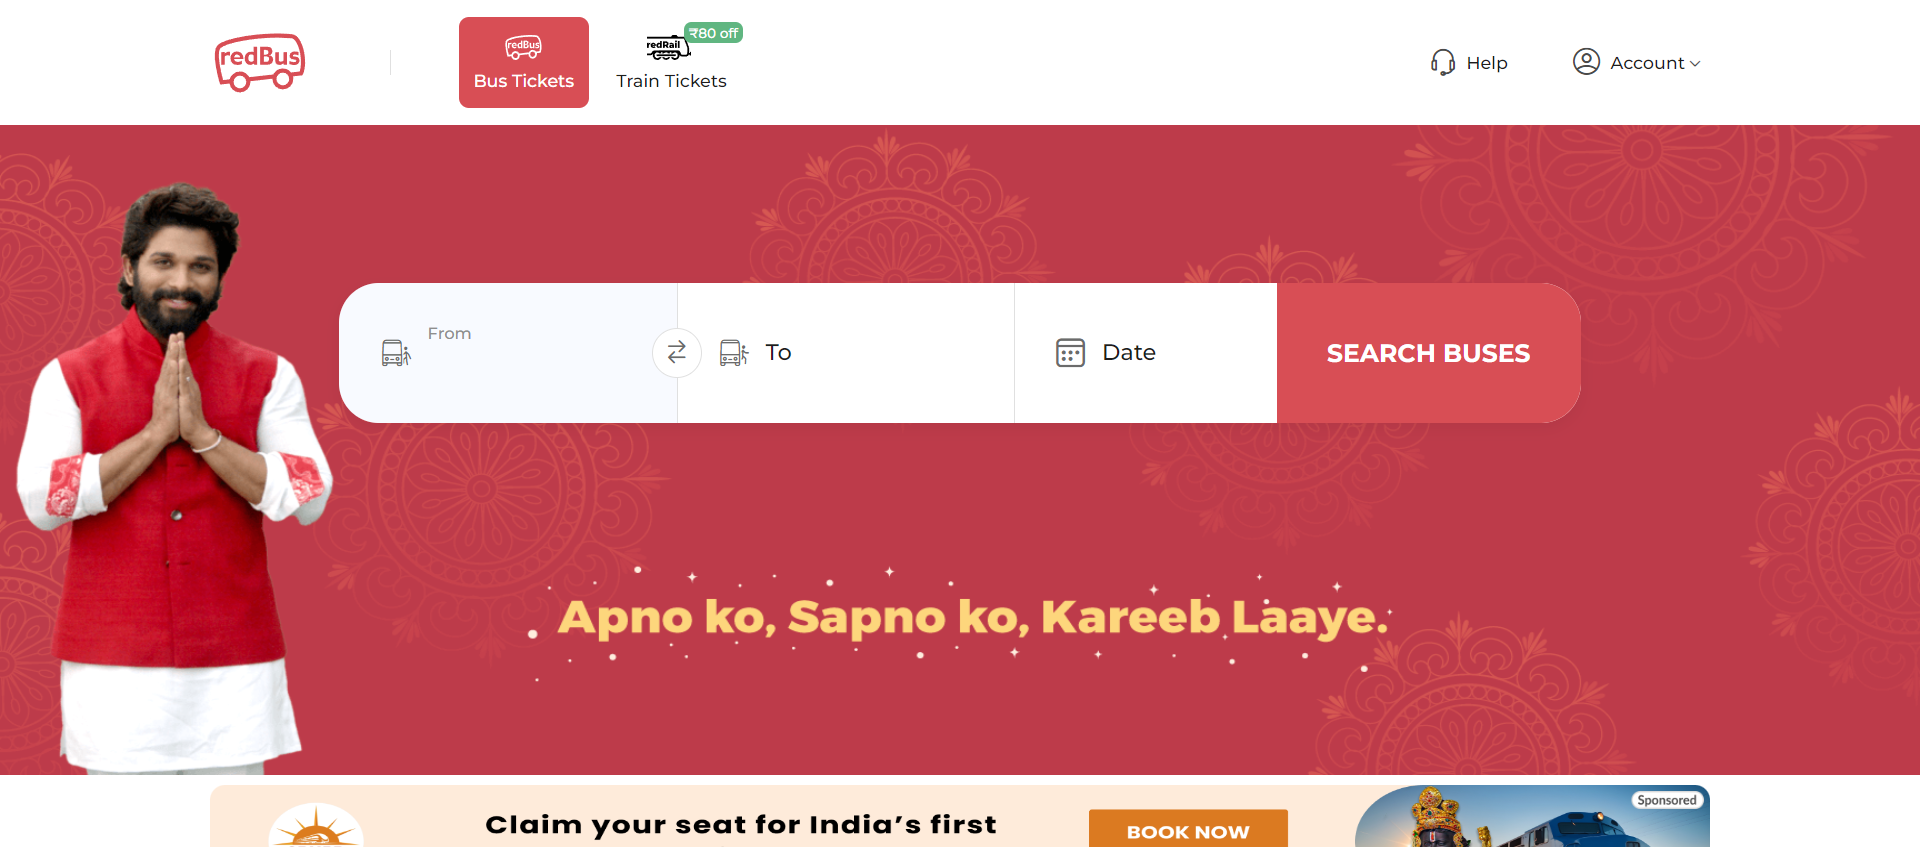 redBus
redBus
Bus Tickets
redRail
₹80 off
Train Tickets
Help
Account
From
To
Date
SEARCH BUSES
Apno ko, Sapno ko, Kareeb Laaye.
Claim your seat for India's first
BOOK NOW
Sponsored